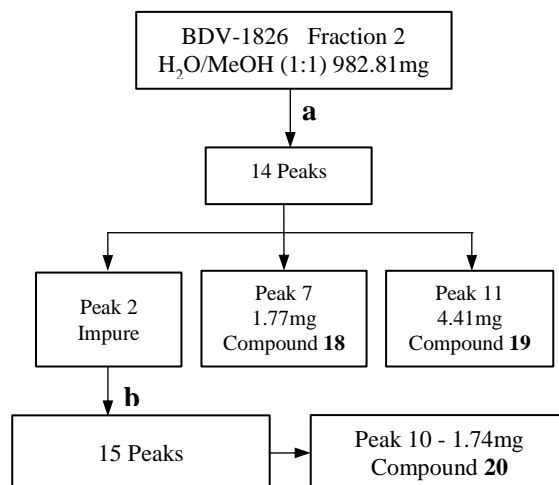 BDV-1826 Fraction 2
H₂O/MeOH (1:1) 982.81mg
a
14 Peaks
Peak 2
Impure
Peak 7
1.77mg
Compound 18
Peak 11
4.41mg
Compound 19
b
15 Peaks
Peak 10 - 1.74mg
Compound 20